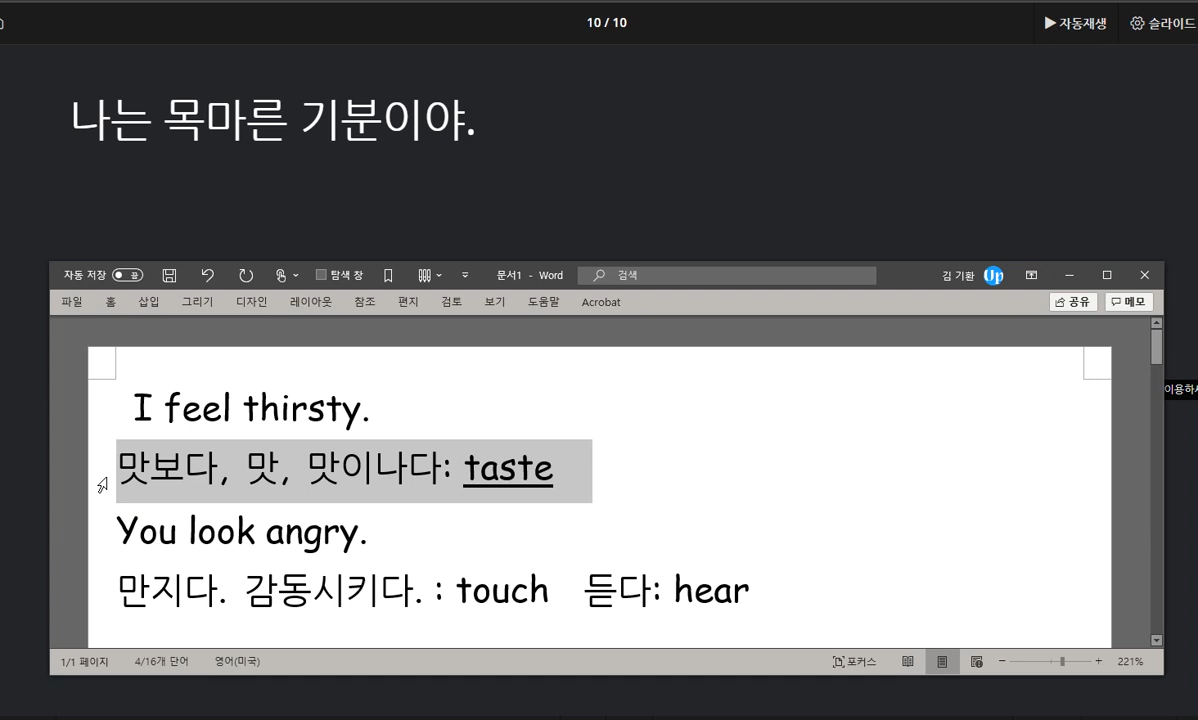 10 / 10
▶ 자동재생
슬라이드
나는 목마른 기분이야.
자동 저장
탐색 창
문서1 - Word
검색
김 기환
Up
파일 홈 삽입 그리기 디자인 레이아웃 참조 편지 검토 보기 도움말 Acrobat
공유
메모
이용하시
I feel thirsty.
맛보다, 맛, 맛이나다: taste
You look angry.
만지다. 감동시키다. : touch 듣다: hear
1/1 페이지 4/16개 단어 영어(미국)
포커스
221%